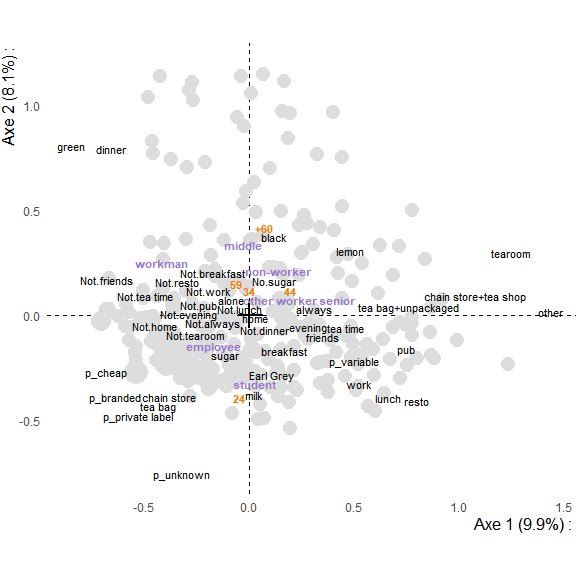 Axe 2 (8.1%) :
1.0
green
dinner
0.5
+60
black
middle
lemon
tearoom
workman
Not.breakfast
non-worker
Not.friends
Not.resto
No.sugar
59
34
44
Not.work
Not.tea time
chain store+tea shop
alone
other worker
senior
Not.pub
Not.lunch
always
tea bag+unpackaged
other
0.0
Not.evening
home
Not.always
Not.home
Not.dinner
evening
tea time
Not.tearoom
friends
employee
sugar
breakfast
pub
p_variable
p_cheap
Earl Grey
student
work
p_branded
chain store
24
milk
lunch
resto
tea bag
p_private label
-0.5
p_unknown
-0.5
0.0
0.5
1.0
1.5
Axe 1 (9.9%) :